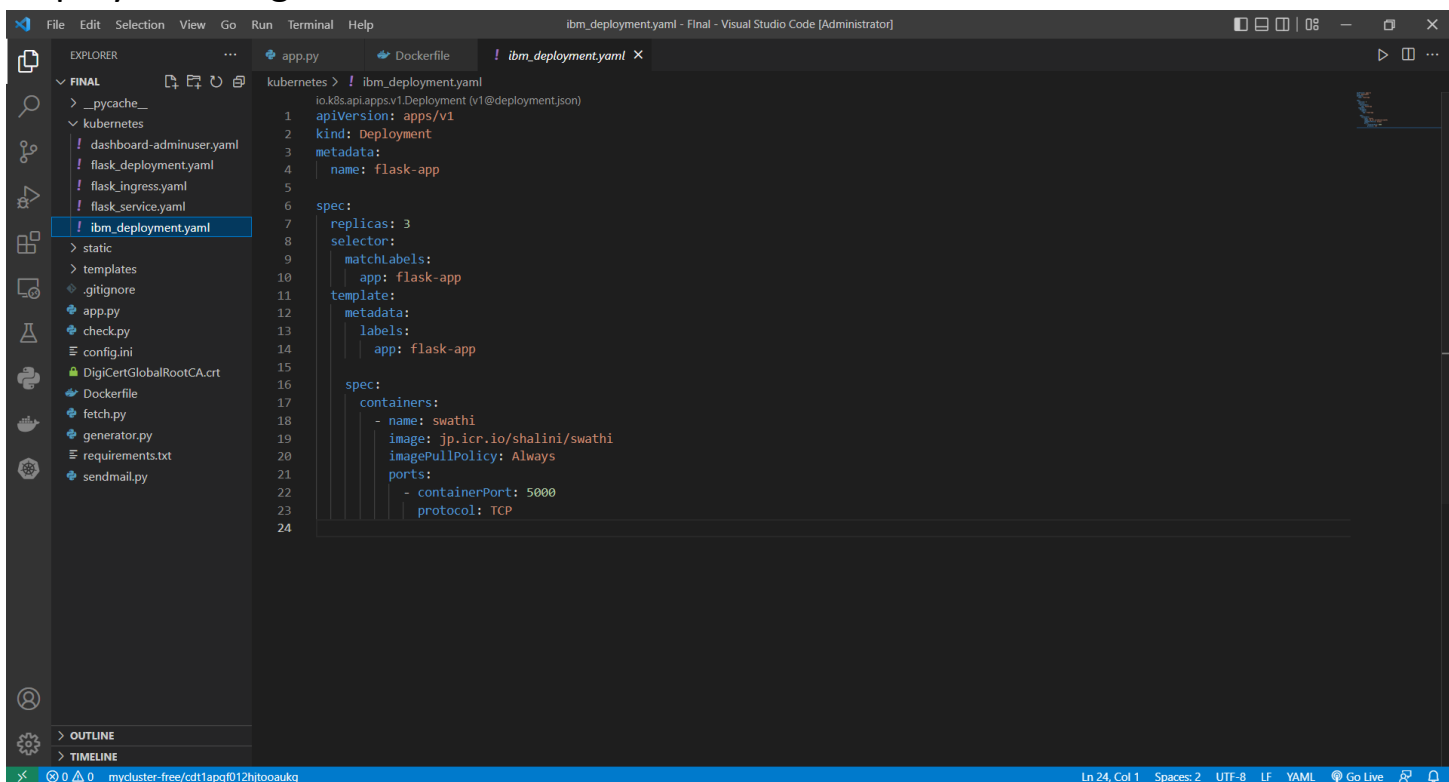 File Edit Selection View Go Run Terminal Help
ibm_deployment.yaml - FInal - Visual Studio Code [Administrator]
EXPLORER
app.py
Dockerfile
! ibm_deployment.yaml
FINAL
__pycache__
kubernetes
! dashboard-adminuser.yaml
! flask_deployment.yaml
! flask_ingress.yaml
! flask_service.yaml
! ibm_deployment.yaml
static
templates
.gitignore
app.py
check.py
config.ini
DigiCertGlobalRootCA.crt
Dockerfile
fetch.py
generator.py
requirements.txt
sendmail.py
OUTLINE
TIMELINE
kubernetes > ! ibm_deployment.yaml
io.k8s.api.apps.v1.Deployment (v1@deployment.json)
1 apiVersion: apps/v1
2 kind: Deployment
3 metadata:
4 name: flask-app
5
6 spec:
7 replicas: 3
8 selector:
9 matchLabels:
10 app: flask-app
11 template:
12 metadata:
13 labels:
14 app: flask-app
15
16 spec:
17 containers:
18 - name: swathi
19 image: jp.icr.io/shalini/swathi
20 imagePullPolicy: Always
21 ports:
22 - containerPort: 5000
23 protocol: TCP
24
0 0 mycluster-free/cdt1apqf012hjtooaukg
Ln 24, Col 1 Spaces: 2 UTF-8 LF YAML Go Live